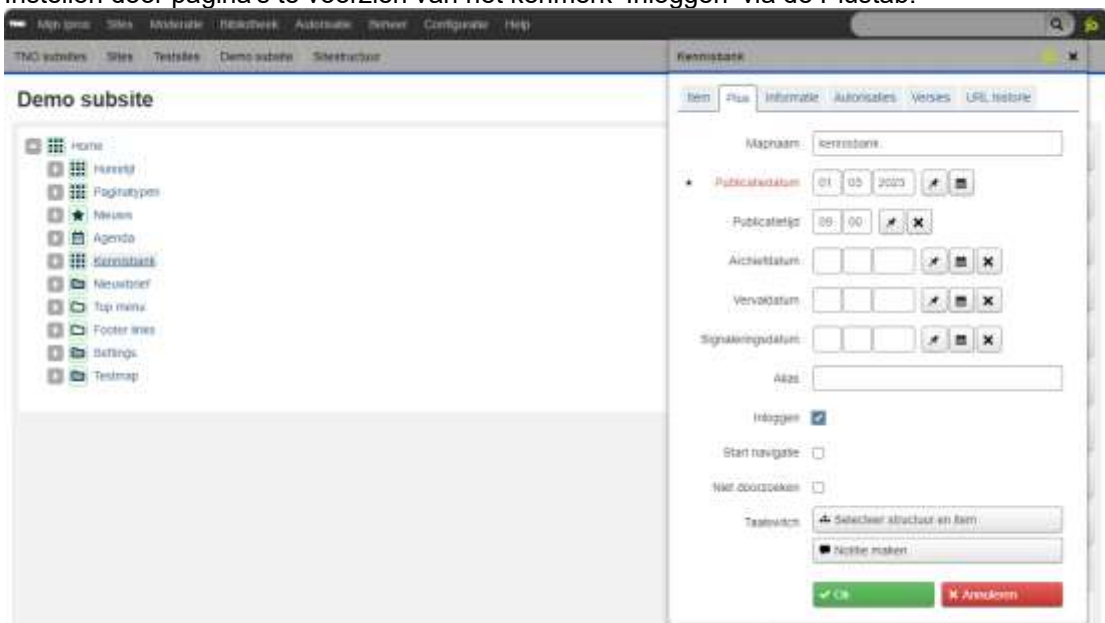 instellen door pagina's te voorzien van het kenmerk 'Inloggen' via de Plustab.
Mijn Iprox Sites Moderatie Bibliotheek Autorisatie Beheer Configuratie Help
TNO subsites Sites Testsites Demo subsite Sitestructuur
Kennisbank
Demo subsite
Item Plus Informatie Autorisaties Versies URL historie
Home
Huisstijl
Paginatypen
Nieuws
Agenda
Kennisbank
Nieuwbrief
Top menu
Footer lines
Settings
Testmap
Mapnaam kennisbank
Publicatiedatum 01 03 2023
Publicatietijd 09 00
Archiefdatum
Vervaldatum
Signaleringsdatum
Alias
Inloggen
Start navigatie
Niet doorzoeken
Taalswitch Selecteer structuur en item
Notitie maken
Ok Annuleren